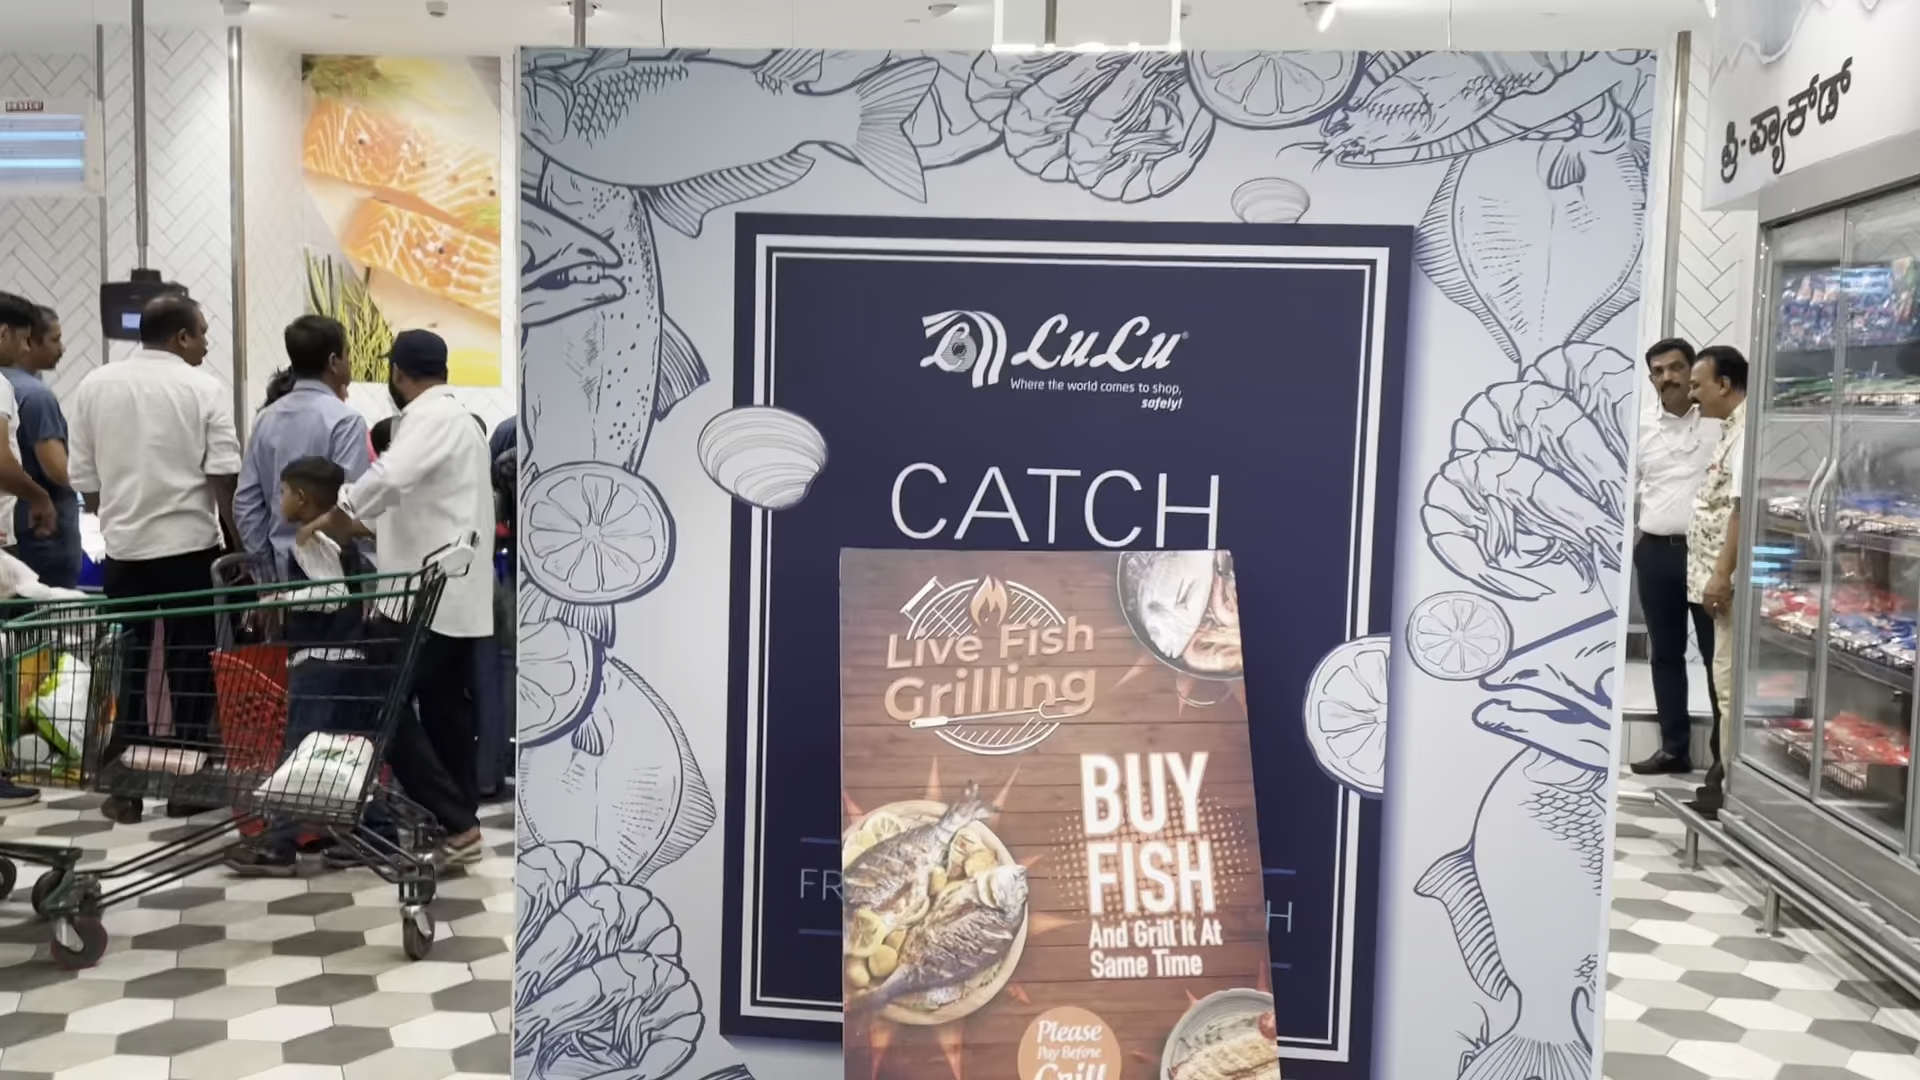 ಪ್ರಿ-ಪ್ಯಾಕ್ಡ್
LuLu
Where the world comes to shop,
safely!
CATCH
Live Fish
Grilling
BUY
FISH
And Grill It At
Same Time
Please
Pay Before
Grill